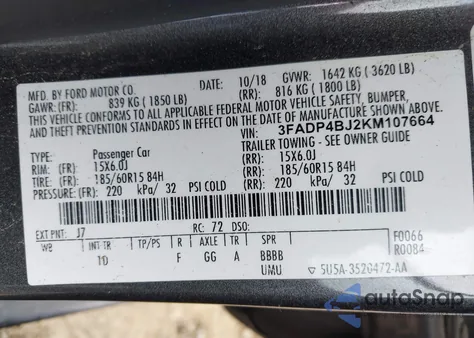 MFD. BY FORD MOTOR CO.
DATE: 10/18 GVWR: 1642 KG ( 3620 LB)
GAWR: (FR) 839 KG ( 1850 LB) (RR): 816 KG ( 1800 LB)
THIS VEHICLE CONFORMS TO ALL APPLICABLE FEDERAL MOTOR VEHICLE SAFETY, BUMPER,
AND THEFT PREVENTION STANDARDS IN EFFECT ON THE DATE OF MANUFACTURE SHOWN ABOVE.
VIN: 3FADP4BJ2KM107664
TYPE: Passenger Car TRAILER TOWING - SEE OWNER GUIDE
RIM: (FR) 15X6.0J (RR): 15X6.0J
TIRE: (FR) 185/60R15 84H (RR): 185/60R15 84H
PRESSURE: (FR) 220 kPa/ 32 PSI COLD (RR): 220 kPa/ 32 PSI COLD
EXT PNT: J7 RC: 72 DSO: F0066
WB INT TR TP/PS R AXLE TR SPR R0084
F GG A BBBB
UMU ▽ 5U5A-3520472-AA
autoSnap